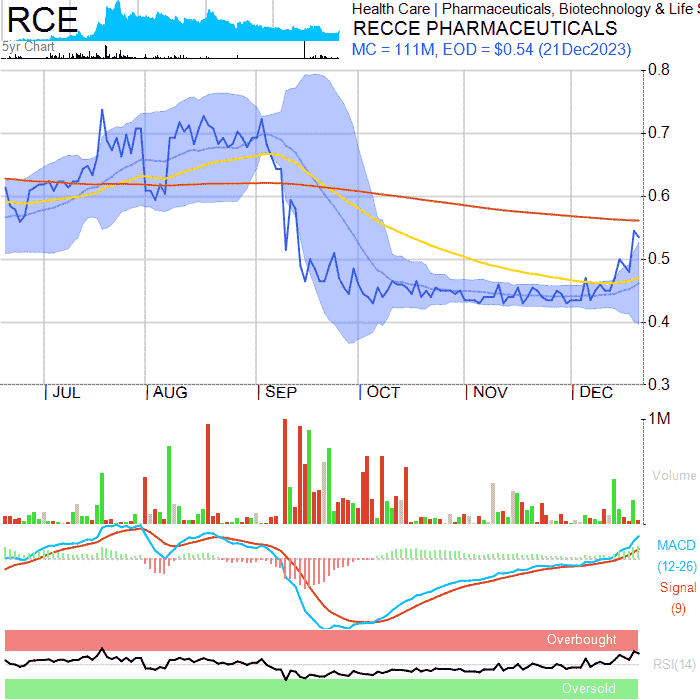 RCE
5yr Chart
Health Care | Pharmaceuticals, Biotechnology & Life S
RECCE PHARMACEUTICALS
MC = 111M, EOD = $0.54 (21Dec2023)
0.8
0.7
0.6
0.5
0.4
0.3
JUL AUG SEP OCT NOV DEC
1M
Volume
MACD
(12-26)
Signal
(9)
Overbought
RSI(14)
Oversold